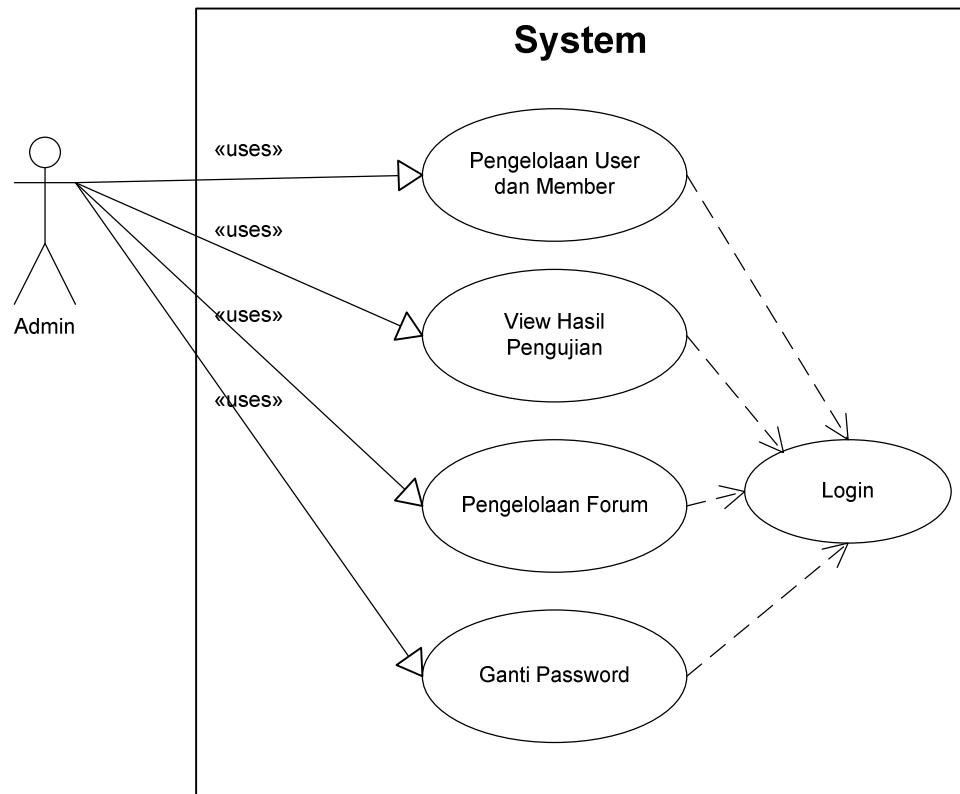 System
«uses»
Pengelolaan User
dan Member
«uses»
View Hasil
Pengujian
«uses»
Admin
«uses»
Login
Pengelolaan Forum
Ganti Password